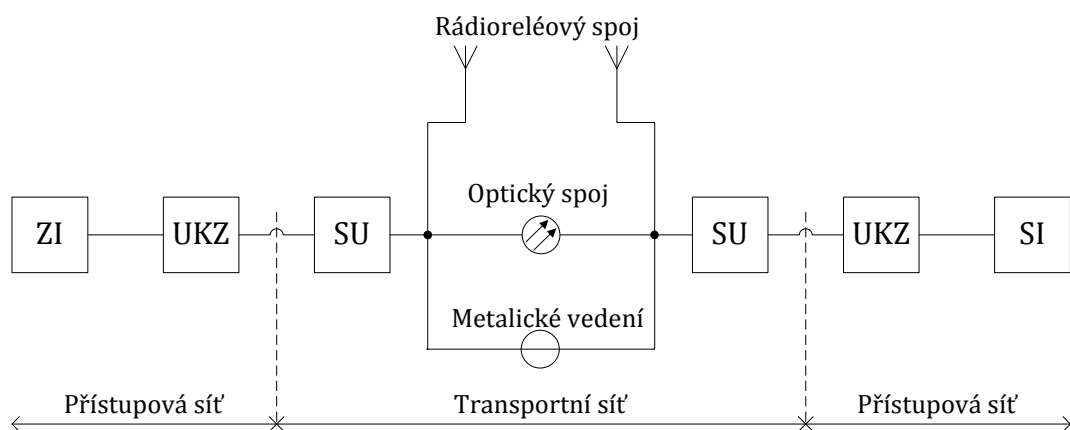 Rádioreléový spoj
Optický spoj
ZI UKZ SU SU UKZ SI
Metalické vedení
Přístupová síť Transportní síť Přístupová síť